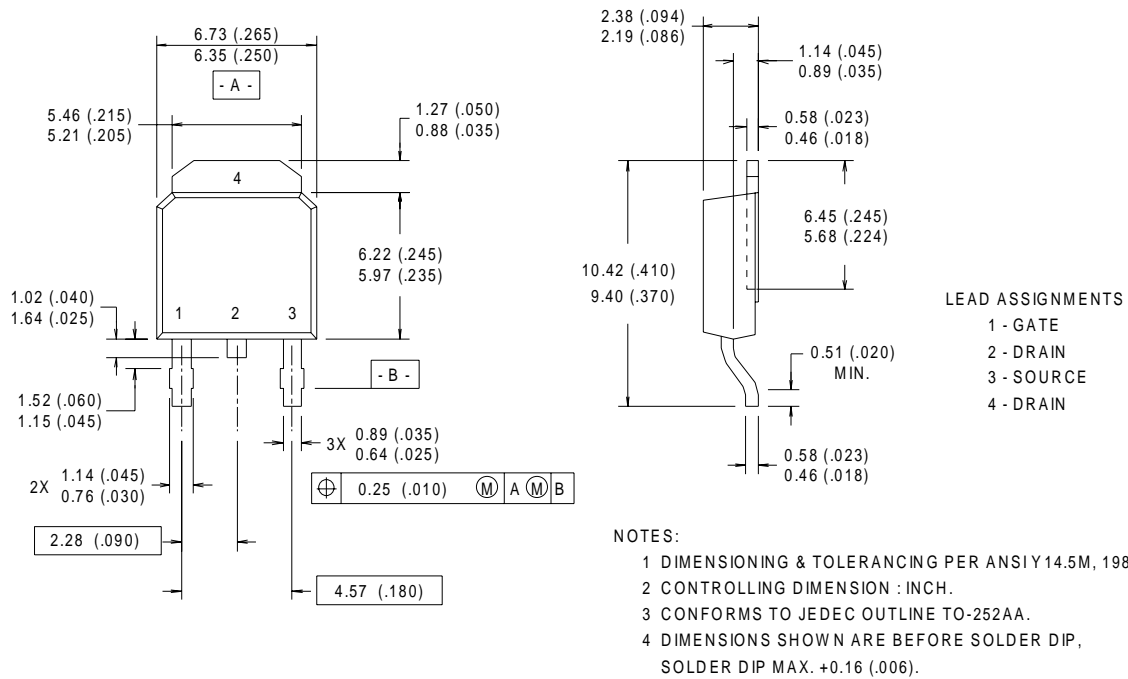 6.73 (.265)
6.35 (.250)
- A -
5.46 (.215)
5.21 (.205)
1.27 (.050)
0.88 (.035)
4
6.22 (.245)
5.97 (.235)
1.02 (.040)
1.64 (.025)
1 2 3
- B -
1.52 (.060)
1.15 (.045)
3X 0.89 (.035)
0.64 (.025)
2X 1.14 (.045)
0.76 (.030)
⌖ 0.25 (.010) Ⓜ A Ⓜ B
2.28 (.090)
4.57 (.180)
2.38 (.094)
2.19 (.086)
1.14 (.045)
0.89 (.035)
0.58 (.023)
0.46 (.018)
6.45 (.245)
5.68 (.224)
10.42 (.410)
9.40 (.370)
0.51 (.020)
MIN.
0.58 (.023)
0.46 (.018)
LEAD ASSIGNMENTS
1 - GATE
2 - DRAIN
3 - SOURCE
4 - DRAIN
NOTES:
1 DIMENSIONING & TOLERANCING PER ANSI Y14.5M, 198
2 CONTROLLING DIMENSION : INCH.
3 CONFORMS TO JEDEC OUTLINE TO-252AA.
4 DIMENSIONS SHOWN ARE BEFORE SOLDER DIP,
SOLDER DIP MAX. +0.16 (.006).